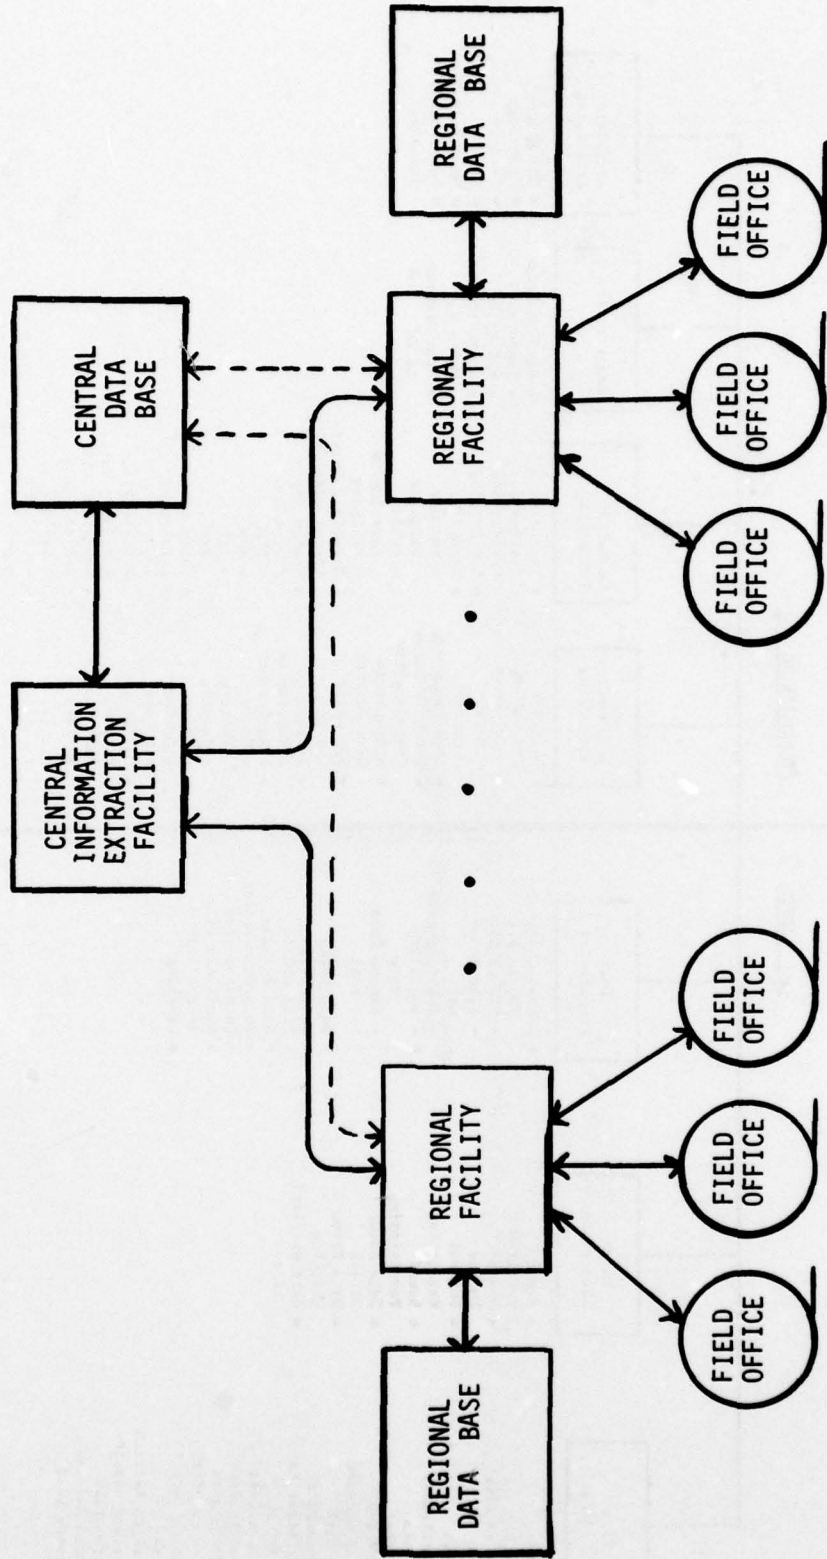 CENTRAL
INFORMATION
EXTRACTION
FACILITY
CENTRAL
DATA
BASE
REGIONAL
DATA BASE
REGIONAL
FACILITY
REGIONAL
FACILITY
REGIONAL
DATA BASE
FIELD
OFFICE
FIELD
OFFICE
FIELD
OFFICE
FIELD
OFFICE
FIELD
OFFICE
FIELD
OFFICE